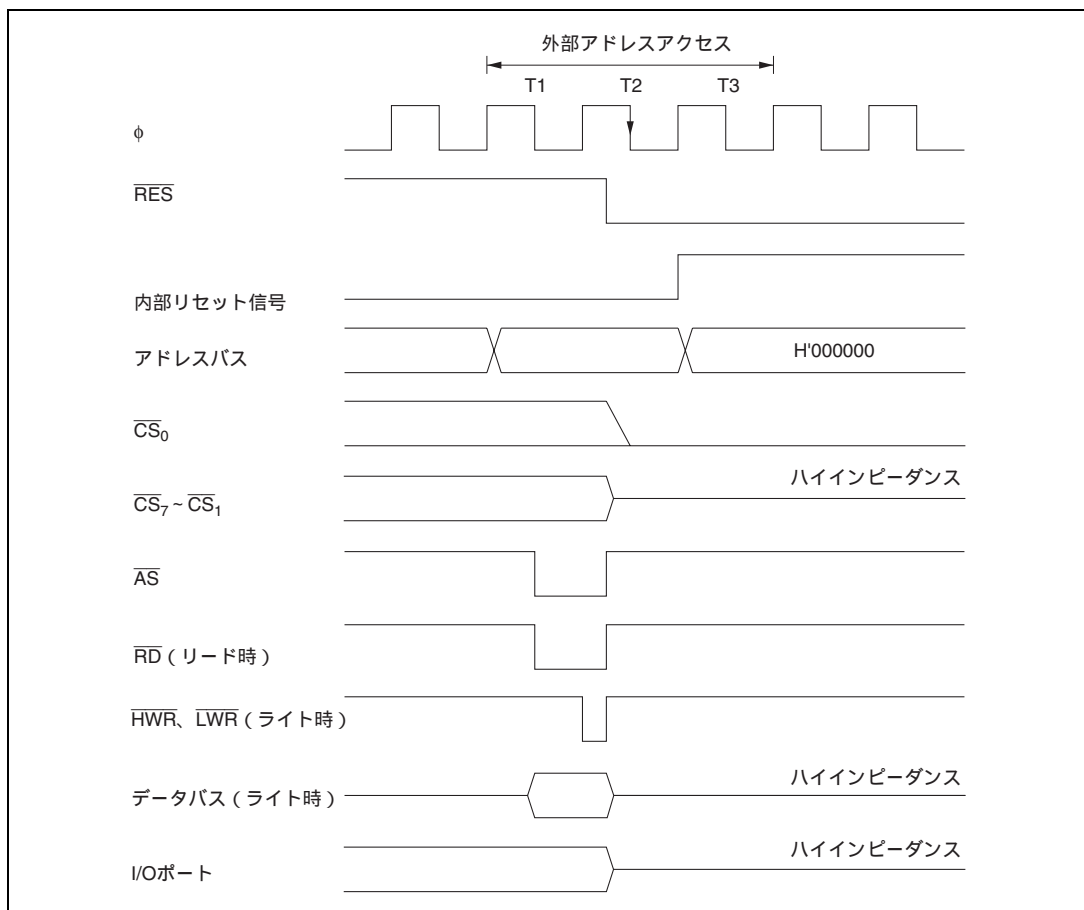 外部アドレスアクセス
T1 T2 T3
φ
RES
内部リセット信号
アドレスバス H'000000
CS0
CS7~CS1 ハイインピーダンス
AS
RD(リード時)
HWR、LWR(ライト時)
データバス(ライト時) ハイインピーダンス
I/Oポート ハイインピーダンス